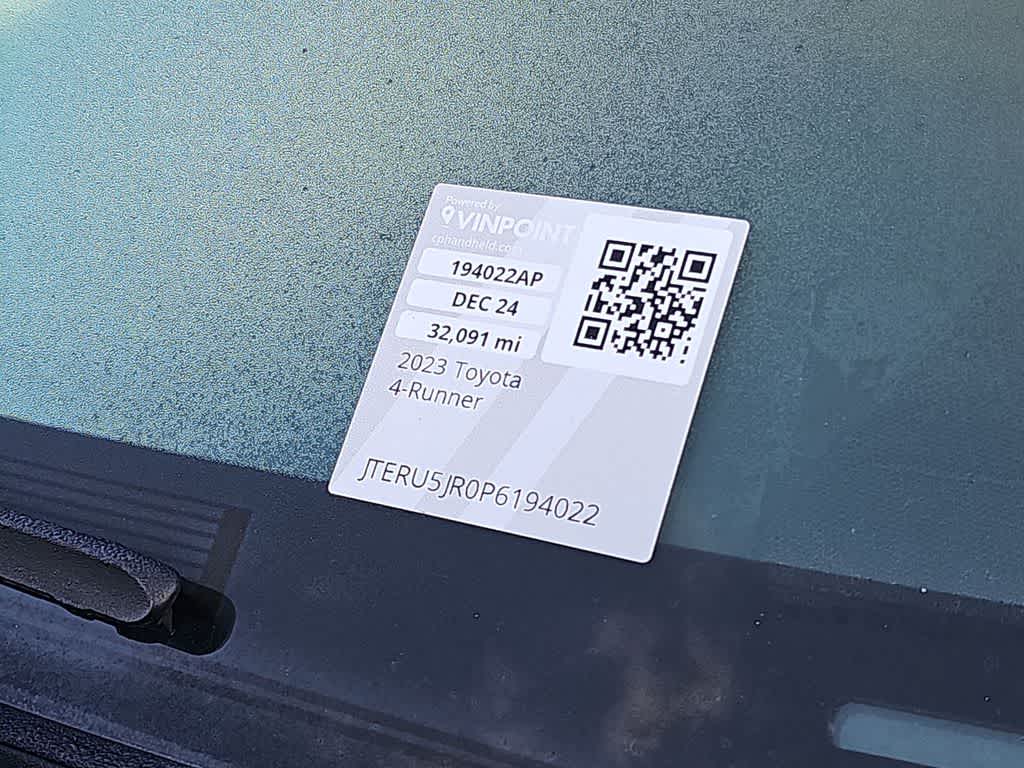 Powered by
VINPOINT
cphandheld.com
194022AP
DEC 24
32,091 mi
2023 Toyota
4-Runner
JTERU5JR0P6194022